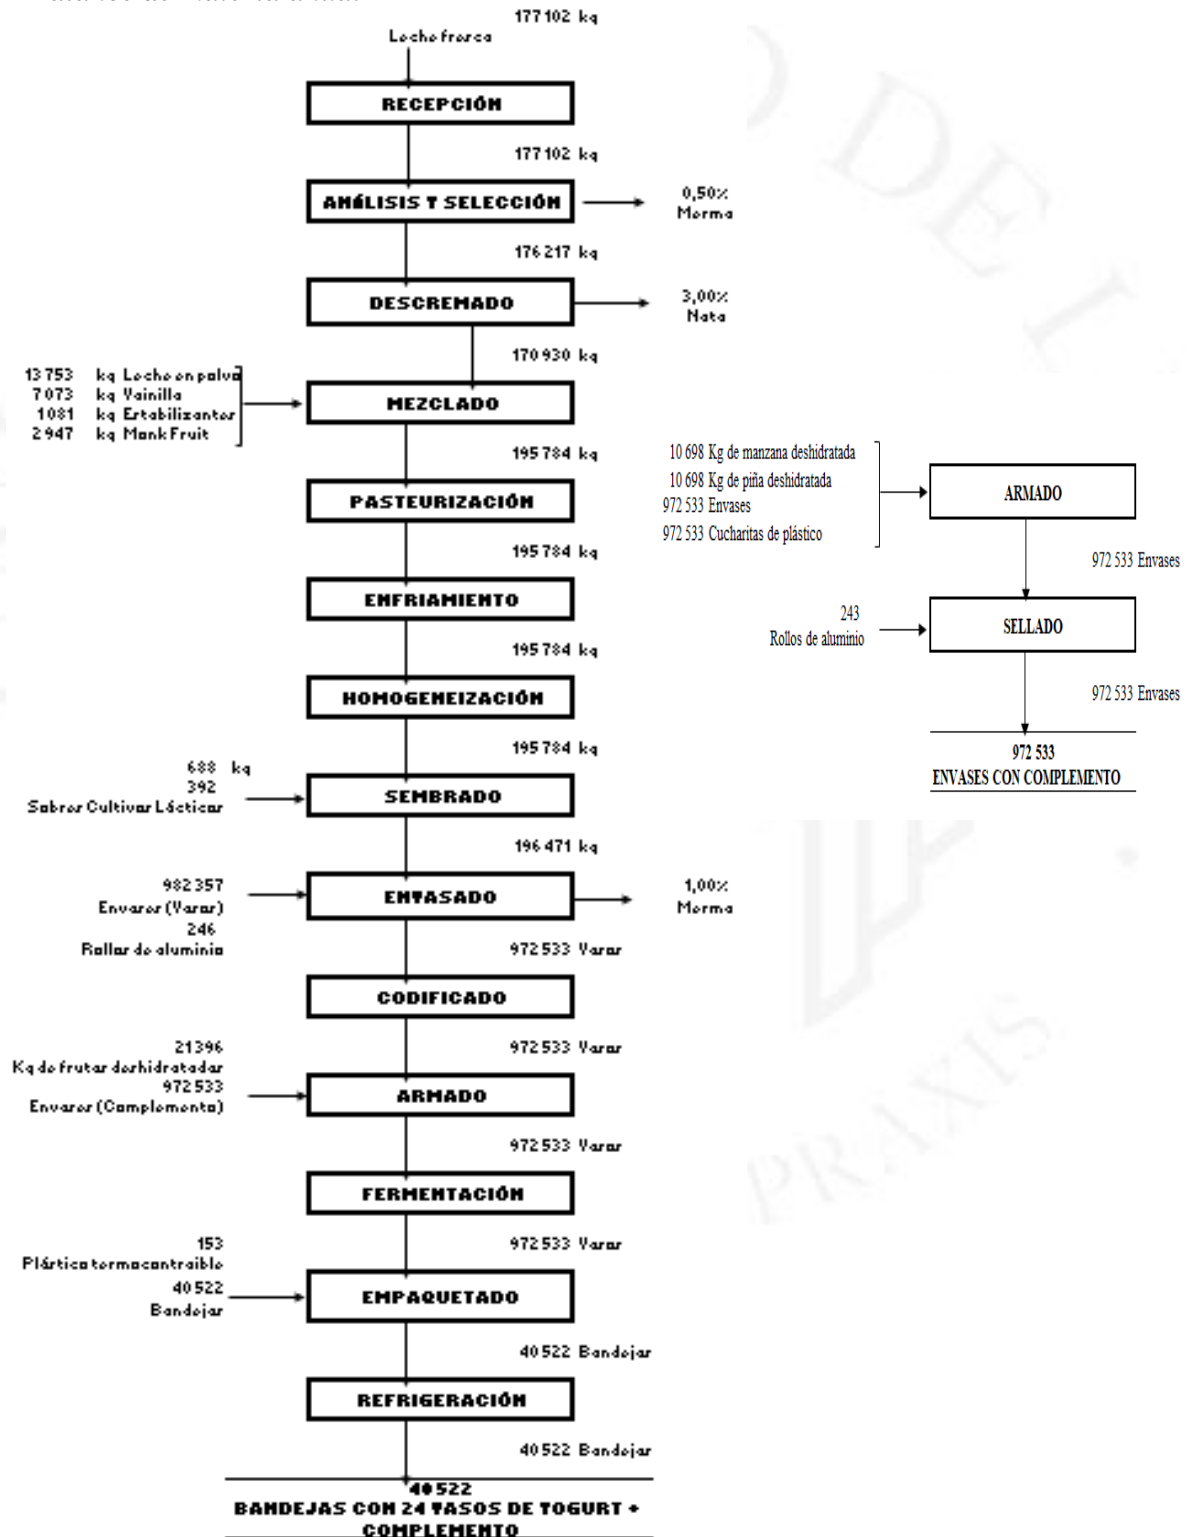 177 102 kg
Leche fresca
RECEPCIÓN
177 102 kg
ANÁLISIS Y SELECCIÓN
0,50%
Merma
176 217 kg
DESCREMADO
3,00%
Nata
170 930 kg
13 753 kg Leche en polvo
7 073 kg Vainilla
1 081 kg Estabilizantes
2 947 kg Monk Fruit
MEZCLADO
195 784 kg
PASTEURIZACIÓN
195 784 kg
ENFRIAMIENTO
195 784 kg
HOMOGENEIZACIÓN
195 784 kg
688 kg
392
Sobres Cultivos Lácticos
SEMBRADO
196 471 kg
982 357
Envases (Vasos)
246
Rollos de aluminio
ENVASADO
1,00%
Merma
972 533 Vasos
CODIFICADO
972 533 Vasos
21 396
Kg de frutas deshidratadas
972 533
Envases (Complemento)
ARMADO
972 533 Vasos
FERMENTACIÓN
972 533 Vasos
153
Plástico termocontraible
40 522
Bandejas
EMPAQUETADO
40 522 Bandejas
REFRIGERACIÓN
40 522 Bandejas
40 522
BANDEJAS CON 24 VASOS DE YOGURT +
COMPLEMENTO
10 698 Kg de manzana deshidratada
10 698 Kg de piña deshidratada
972 533 Envases
972 533 Cucharitas de plástico
ARMADO
972 533 Envases
243
Rollos de aluminio
SELLADO
972 533 Envases
972 533
ENVASES CON COMPLEMENTO
PRAXIS